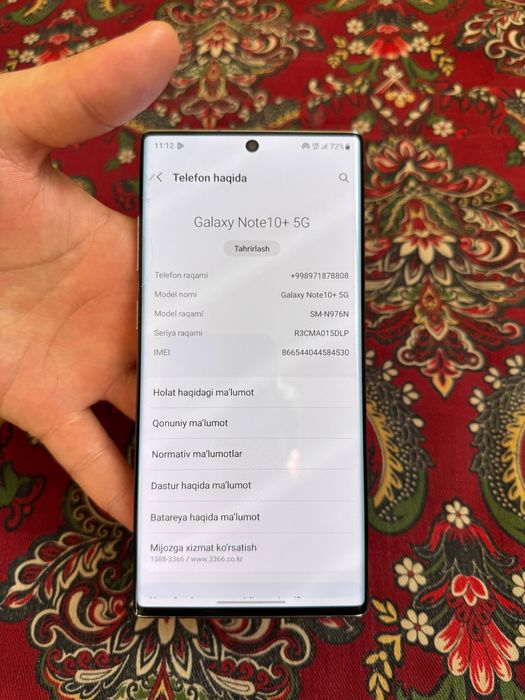 11:12 72%
Telefon haqida
Galaxy Note10+ 5G
Tahrirlash
Telefon raqami +998971878808
Model nomi Galaxy Note10+ 5G
Model raqami SM-N976N
Seriya raqami R3CMA015DLP
IMEI 866544044584530
Holat haqidagi ma'lumot
Qonuniy ma'lumot
Normativ ma'lumotlar
Dastur haqida ma'lumot
Batareya haqida ma'lumot
Mijozga xizmat ko'rsatish
1588-3366 / www.3366.co.kr